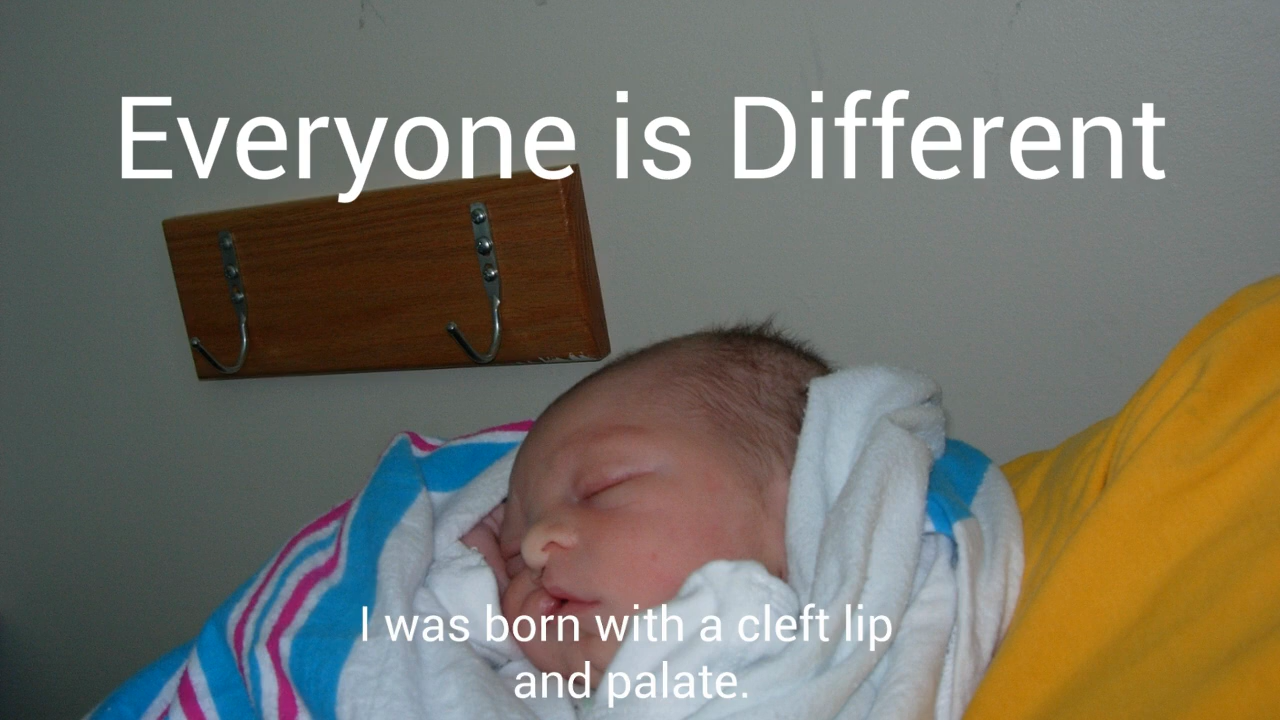 Everyone is Different
I was born with a cleft lip
and palate.